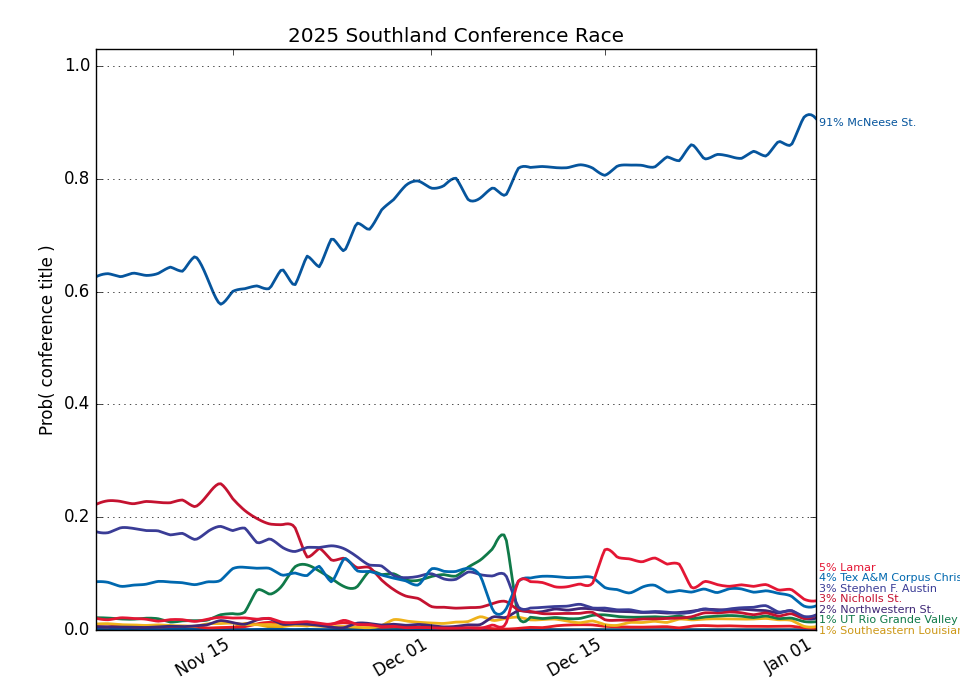 2025 Southland Conference Race
Prob( conference title )
1.0
0.8
0.6
0.4
0.2
0.0
Nov 15
Dec 01
Dec 15
Jan 01
91% McNeese St.
5% Lamar
4% Tex A&M Corpus Chris
3% Stephen F. Austin
3% Nicholls St.
2% Northwestern St.
1% UT Rio Grande Valley
1% Southeastern Louisian